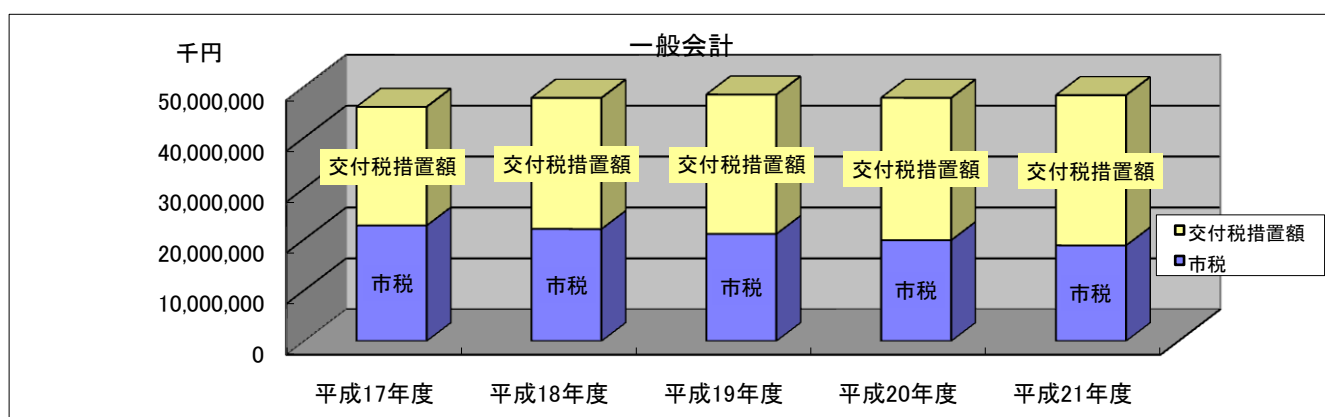 一般会計
千円
50,000,000
40,000,000
30,000,000
20,000,000
10,000,000
0
交付税措置額 交付税措置額 交付税措置額 交付税措置額 交付税措置額
市税 市税 市税 市税 市税
平成17年度 平成18年度 平成19年度 平成20年度 平成21年度
交付税措置額
市税